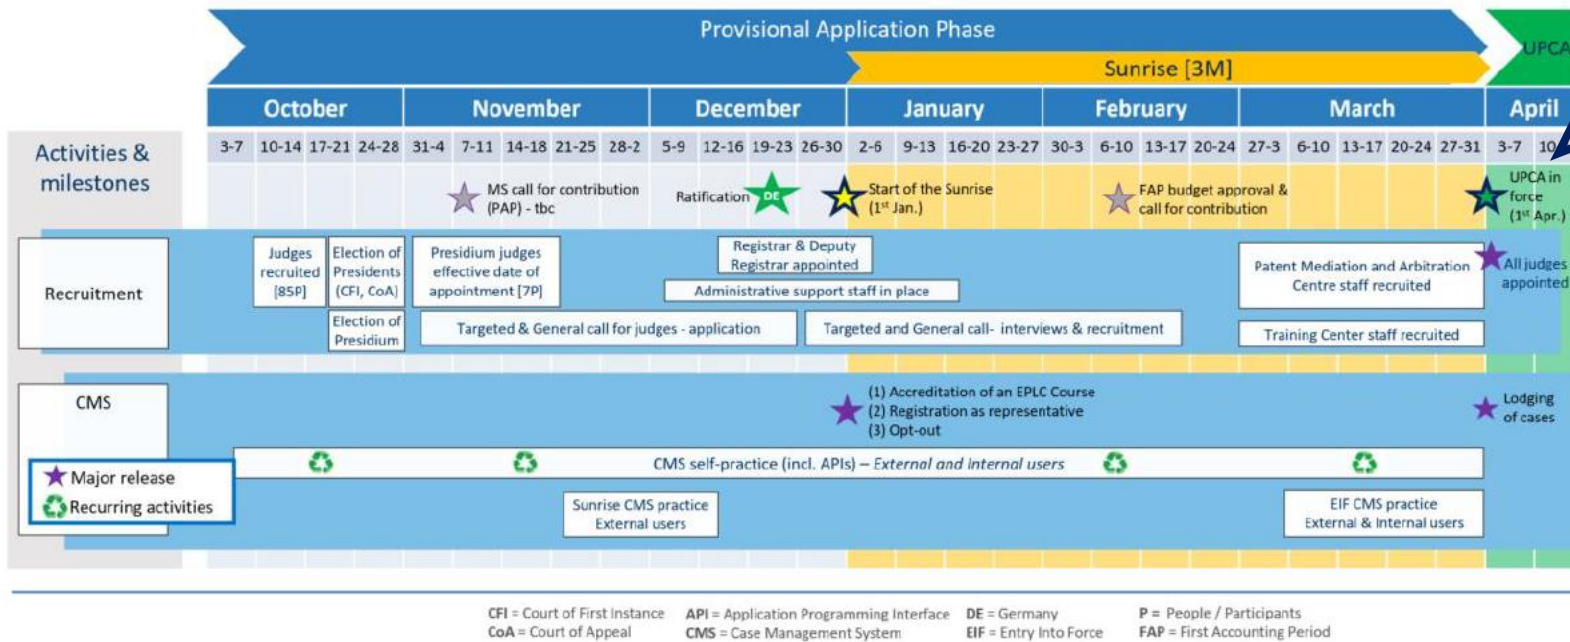 Provisional Application Phase
UPCA
Sunrise [3M]
October
November
December
January
February
March
April
Activities &
milestones
3-7 10-14 17-21 24-28 31-4 7-11 14-18 21-25 28-2 5-9 12-16 19-23 26-30 2-6 9-13 16-20 23-27 30-3 6-10 13-17 20-24 27-3 6-10 13-17 20-24 27-31 3-7 10
MS call for contribution
(PAP) - tbc
Ratification
DE
Start of the Sunrise
(1st Jan.)
FAP budget approval &
call for contribution
UPCA in
force
(1st Apr.)
Recruitment
Judges
recruited
[85P]
Election of
Presidents
(CFI, CoA)
Election of
Presidium
Presidium judges
effective date of
appointment [7P]
Registrar & Deputy
Registrar appointed
Administrative support staff in place
Targeted & General call for judges - application
Targeted and General call- interviews & recruitment
Patent Mediation and Arbitration
Centre staff recruited
Training Center staff recruited
All judges
appointed
CMS
(1) Accreditation of an EPLC Course
(2) Registration as representative
(3) Opt-out
Lodging
of cases
CMS self-practice (incl. APIs) – External and Internal users
Sunrise CMS practice
External users
EIF CMS practice
External & Internal users
Major release
Recurring activities
CFI = Court of First Instance API = Application Programming Interface DE = Germany P = People / Participants
CoA = Court of Appeal CMS = Case Management System EIF = Entry Into Force FAP = First Accounting Period